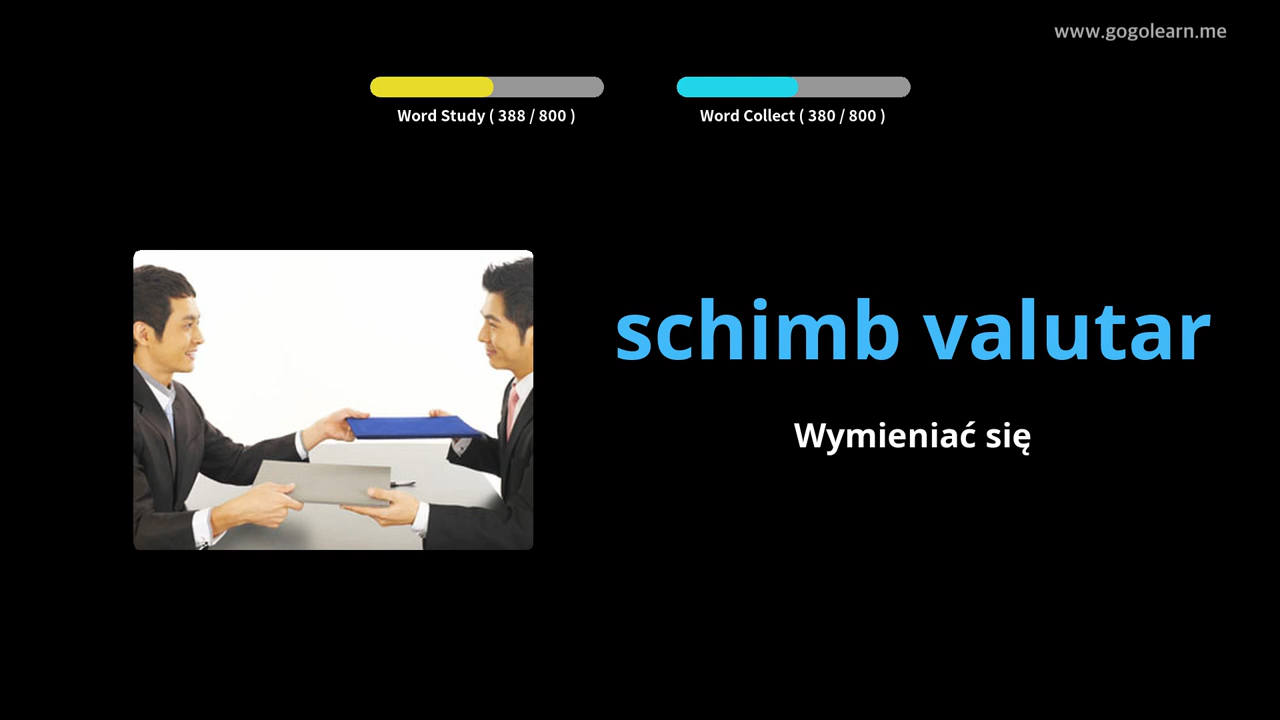 www.gogolearn.me
Word Study ( 388 / 800 )
Word Collect ( 380 / 800 )
schimb valutar
Wymieniać się